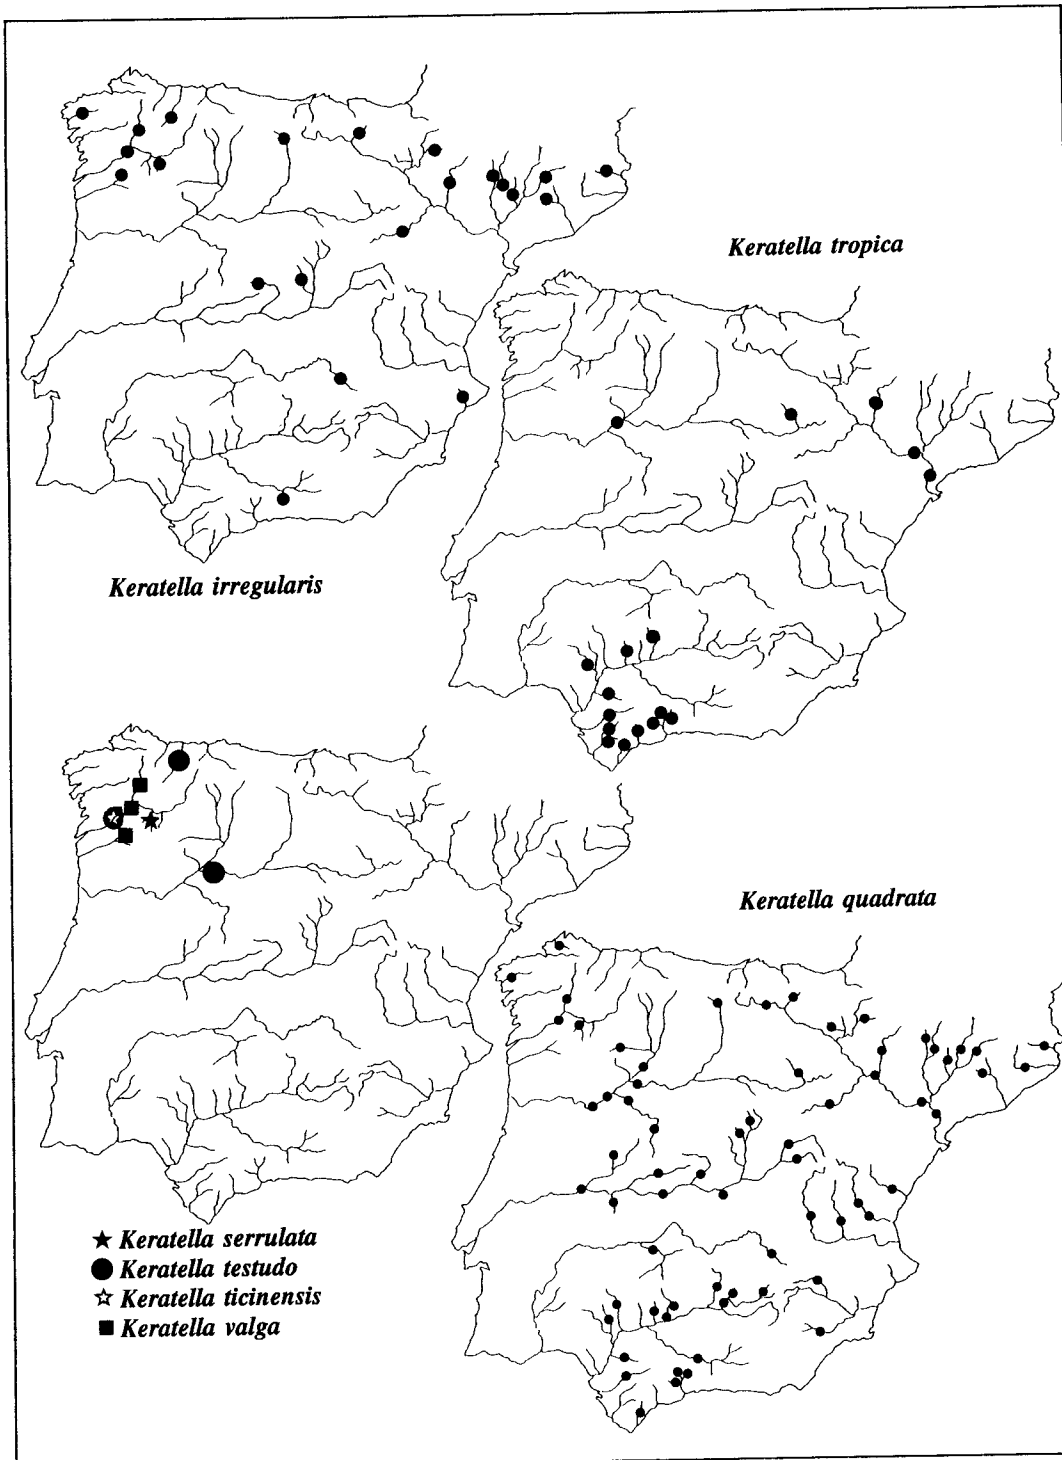 Keratella tropica
Keratella irregularis
Keratella quadrata
Keratella serrulata
Keratella testudo
Keratella ticinensis
Keratella valga